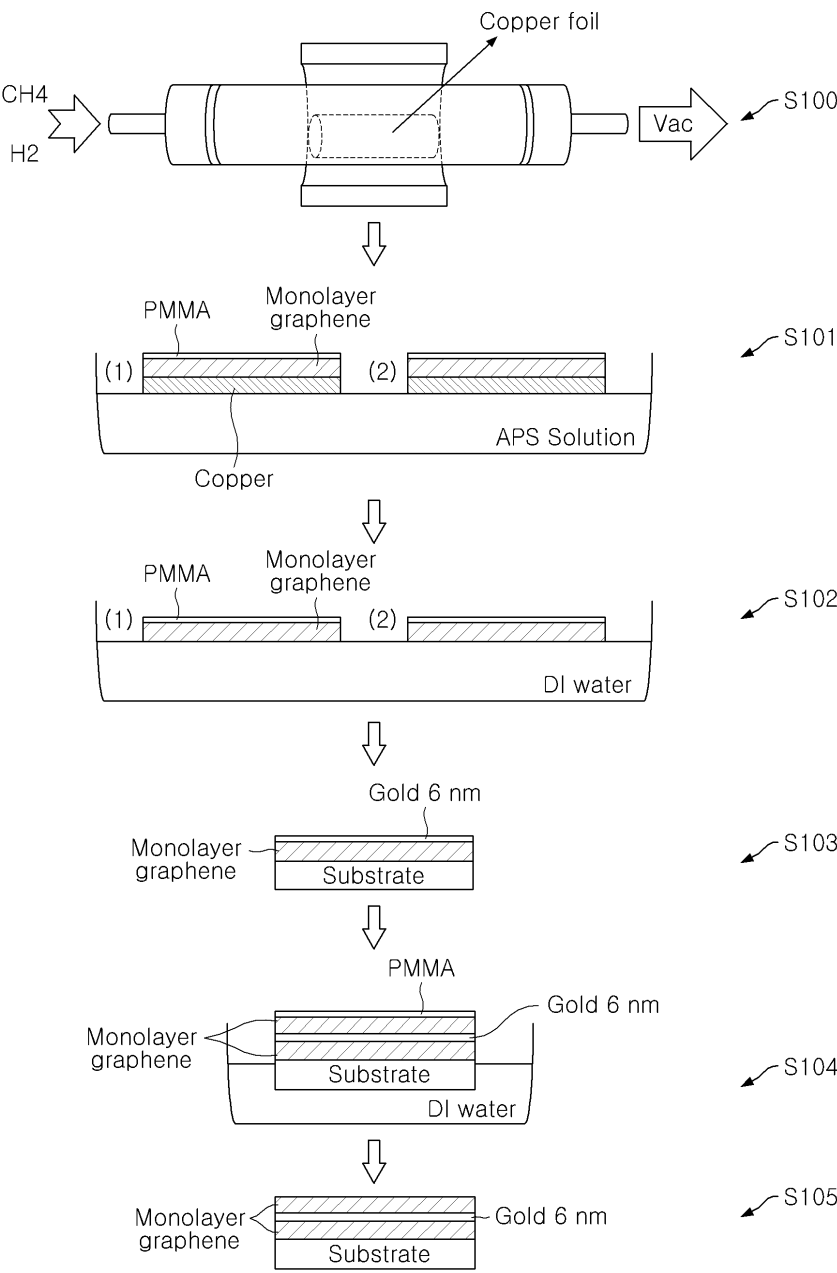 Copper foil
CH4
H2
Vac
S100
PMMA
Monolayer
graphene
S101
(1)
(2)
APS Solution
Copper
Monolayer
graphene
PMMA
S102
(1)
(2)
DI water
Gold 6 nm
S103
Monolayer
graphene
Substrate
PMMA
Gold 6 nm
Monolayer
graphene
Substrate
S104
DI water
S105
Monolayer
graphene
Gold 6 nm
Substrate